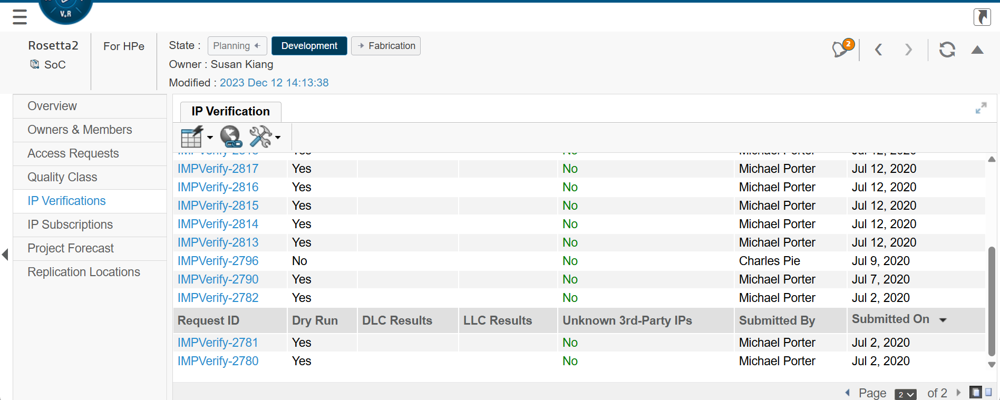 V.R
Rosetta2
SoC
For HPe
State : Planning Development Fabrication
Owner : Susan Kiang
Modified : 2023 Dec 12 14:13:38
2
Overview
Owners & Members
Access Requests
Quality Class
IP Verifications
IP Subscriptions
Project Forecast
Replication Locations
IP Verification
IMPVerify-2817 Yes No Michael Porter Jul 12, 2020
IMPVerify-2816 Yes No Michael Porter Jul 12, 2020
IMPVerify-2815 Yes No Michael Porter Jul 12, 2020
IMPVerify-2814 Yes No Michael Porter Jul 12, 2020
IMPVerify-2813 Yes No Michael Porter Jul 12, 2020
IMPVerify-2796 No No Charles Pie Jul 9, 2020
IMPVerify-2790 Yes No Michael Porter Jul 7, 2020
IMPVerify-2782 Yes No Michael Porter Jul 2, 2020
Request ID Dry Run DLC Results LLC Results Unknown 3rd-Party IPs Submitted By Submitted On
IMPVerify-2781 Yes No Michael Porter Jul 2, 2020
IMPVerify-2780 Yes No Michael Porter Jul 2, 2020
Page 2 of 2